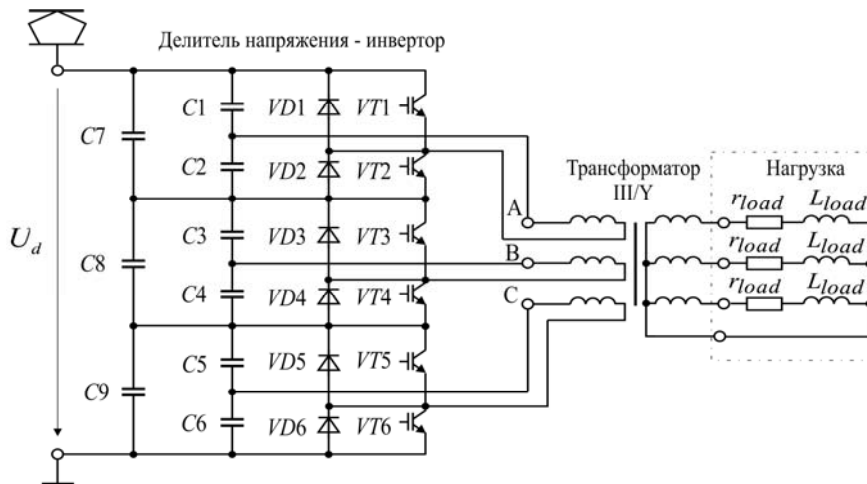 Делитель напряжения - инвертор
C1
VD1
VT1
C7
C2
VD2
VT2
Трансформатор
III/Y
Нагрузка
A
r_load
L_load
U_d
C3
VD3
VT3
C8
B
r_load
L_load
C4
VD4
VT4
C
r_load
L_load
C5
VD5
VT5
C9
C6
VD6
VT6